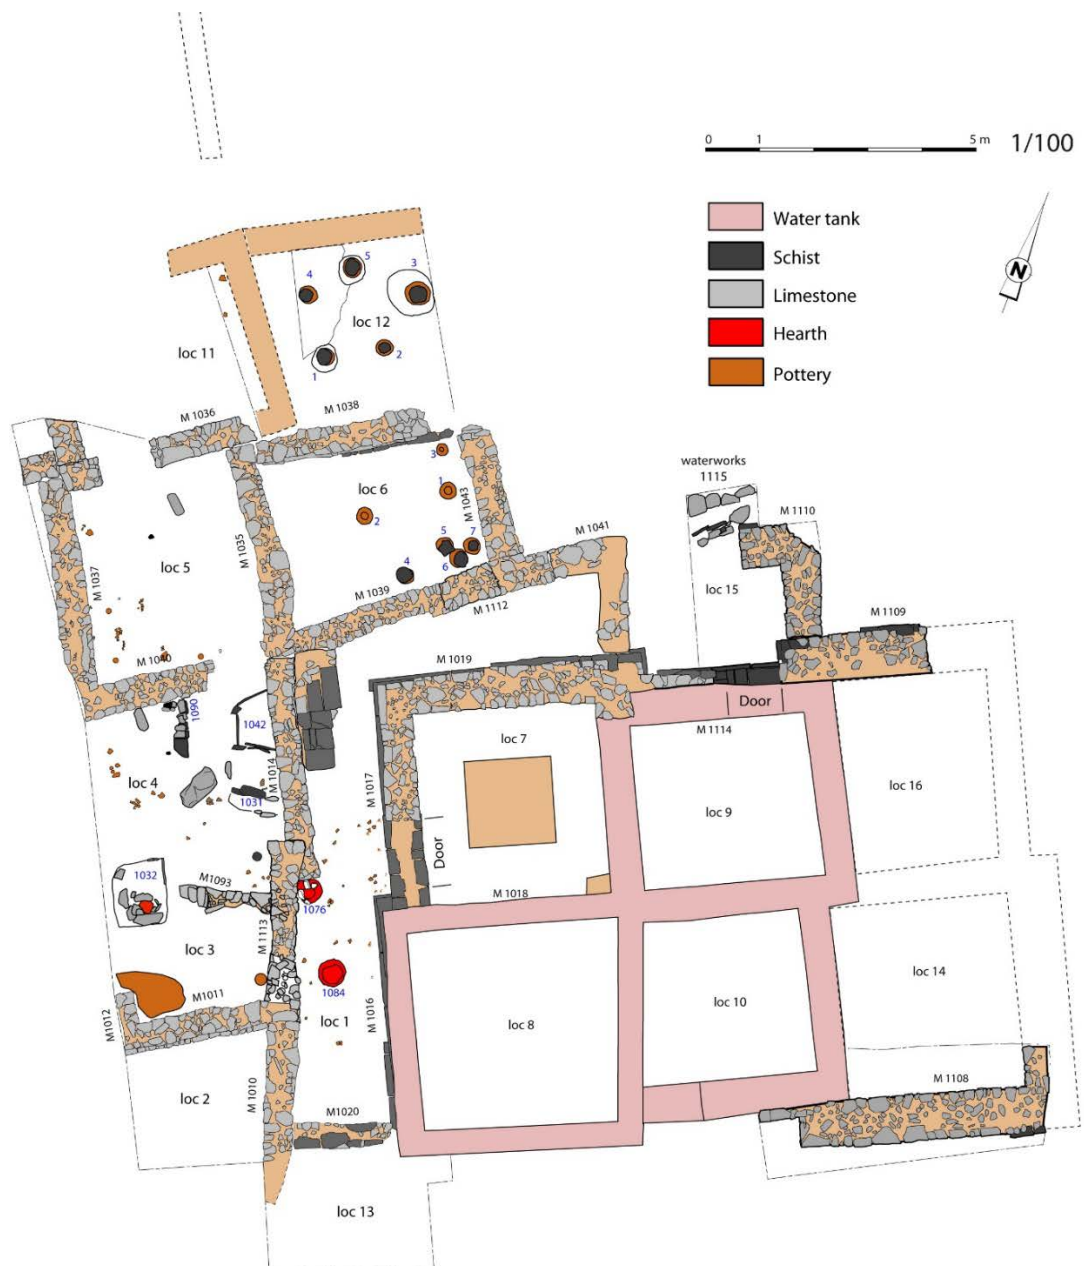 0 1 5 m 1/100
Water tank
Schist
Limestone
Hearth
Pottery
N
5
4
3
loc 12
2
1
loc 11
M 1036
M 1038
3
loc 6
1
M 1043
2
waterworks
1115
M 1110
M 1035
5
7
M 1041
4
6
loc 5
M 1037
M 1039
M 1112
loc 15
M 1109
M 1040
M 1019
1090
1042
Door
M 1114
loc 7
M 1014
loc 4
M 1017
loc 16
1031
loc 9
Door
M1093
1032
1076
M 1018
M 1113
loc 3
1084
loc 14
M1011
M 1012
loc 1
M 1016
loc 8
loc 10
M 1010
M 1108
loc 2
M1020
loc 13